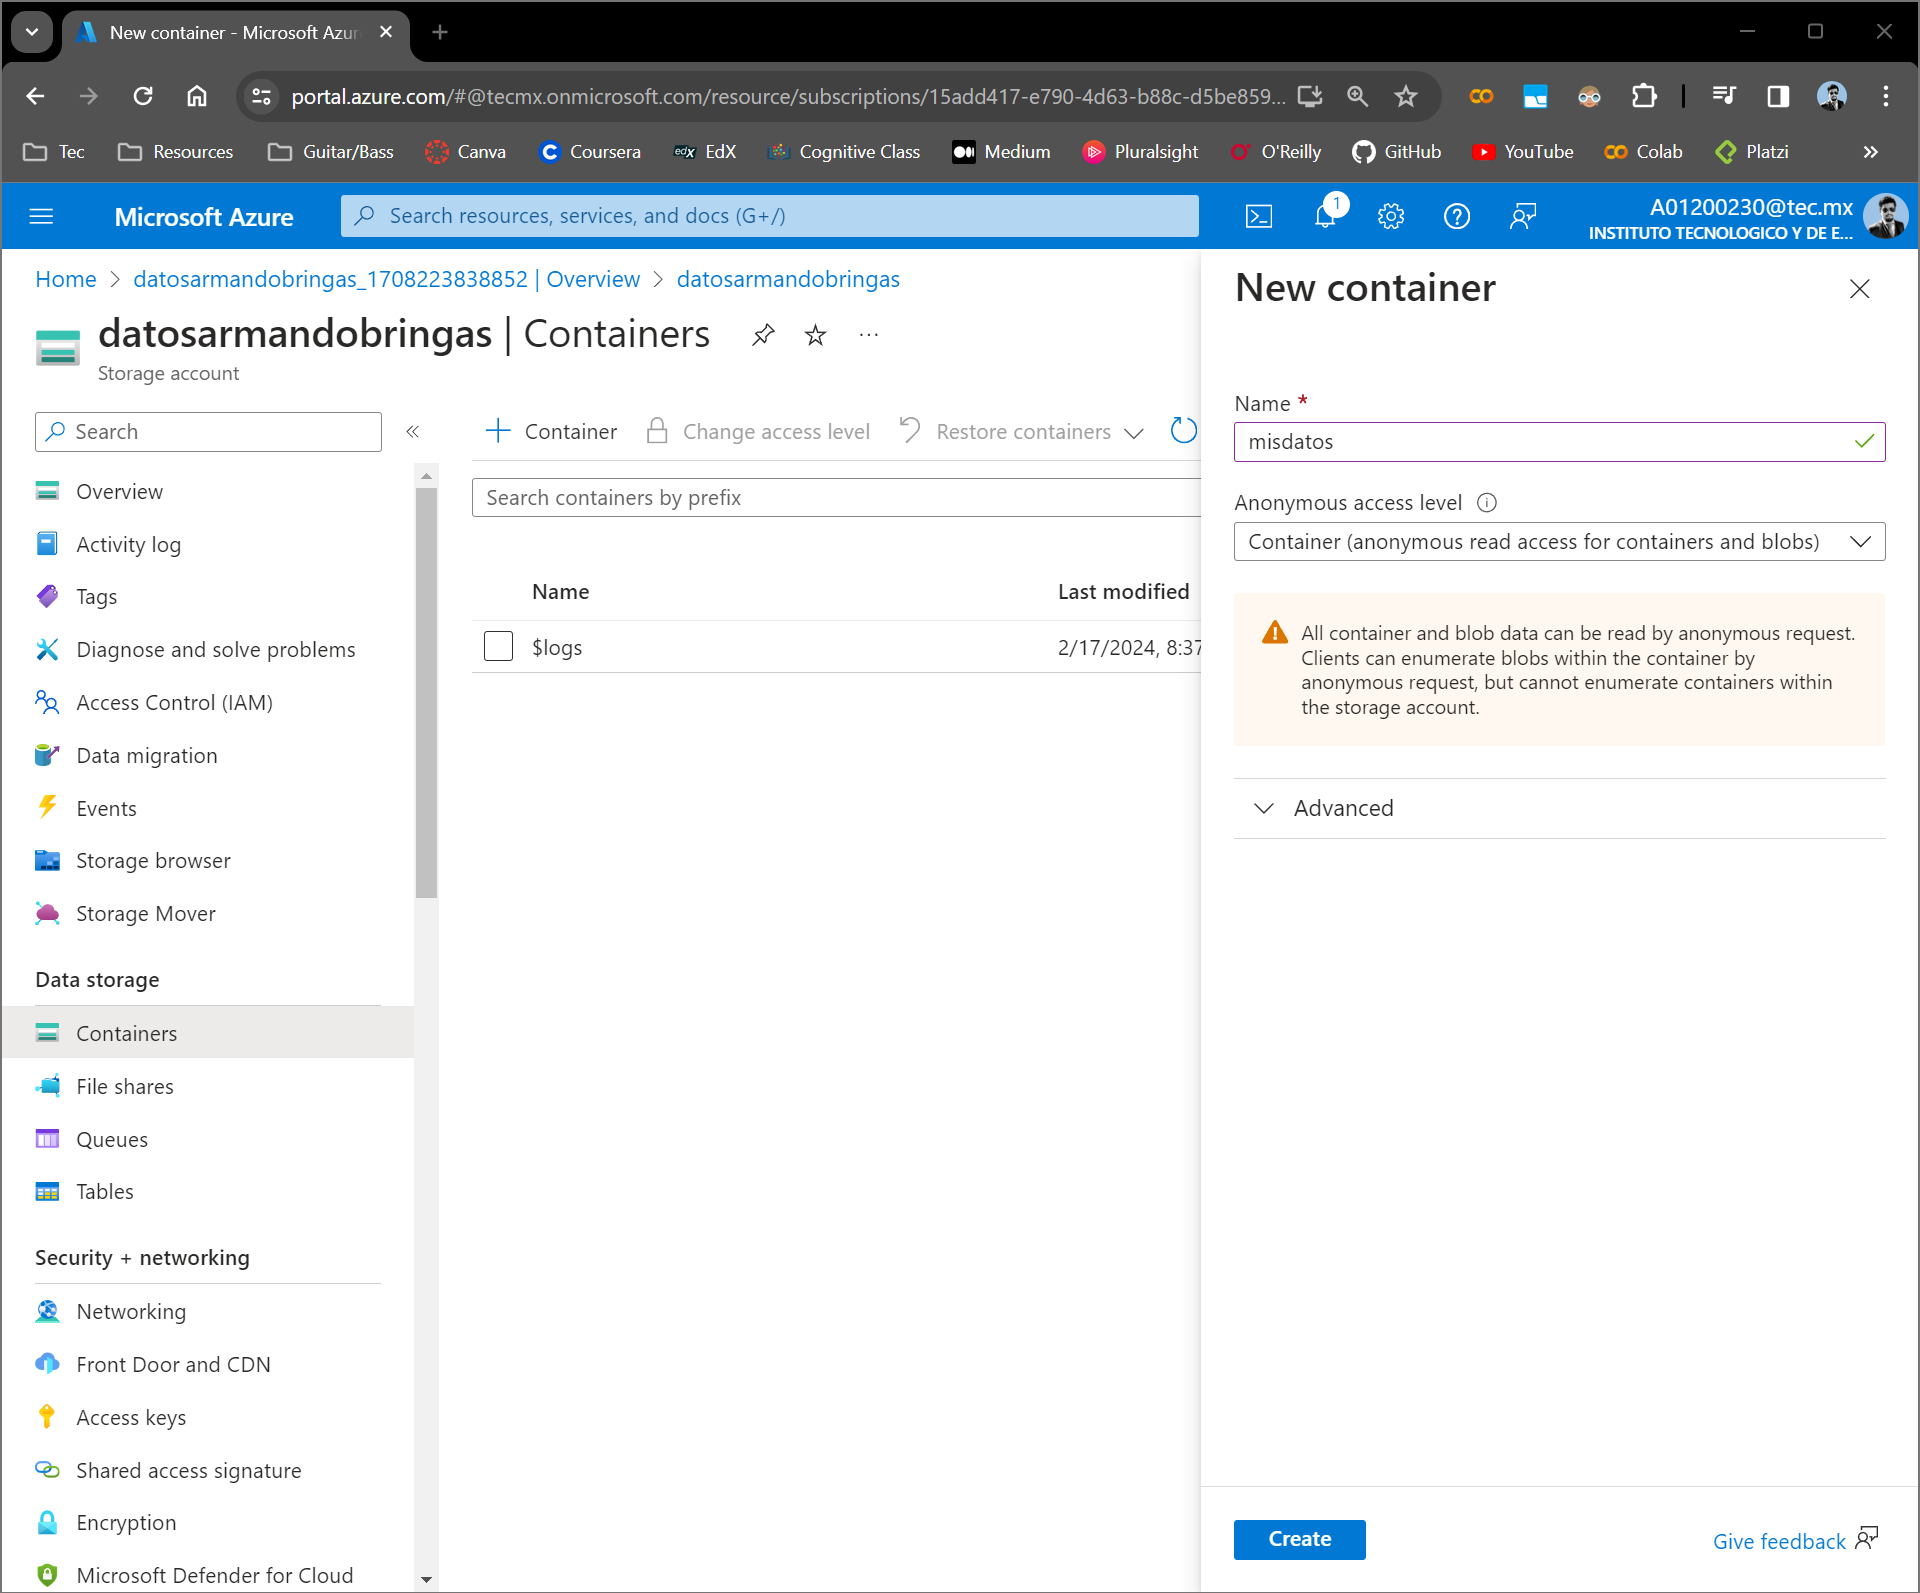 New container - Microsoft Azur
portal.azure.com/#@tecmx.onmicrosoft.com/resource/subscriptions/15add417-e790-4d63-b88c-d5be859...
Tec Resources Guitar/Bass Canva Coursera edX EdX Cognitive Class Medium Pluralsight O'Reilly GitHub YouTube Colab Platzi »
Microsoft Azure
Search resources, services, and docs (G+/)
1
A01200230@tec.mx
INSTITUTO TECNOLOGICO Y DE E...
Home > datosarmandobringas_1708223838852 | Overview > datosarmandobringas
datosarmandobringas | Containers
Storage account
Search
«
Overview
Activity log
Tags
Diagnose and solve problems
Access Control (IAM)
Data migration
Events
Storage browser
Storage Mover
Data storage
Containers
File shares
Queues
Tables
Security + networking
Networking
Front Door and CDN
Access keys
Shared access signature
Encryption
Microsoft Defender for Cloud
Container Change access level Restore containers
Search containers by prefix
Name Last modified
$logs 2/17/2024, 8:37
New container
Name *
misdatos
Anonymous access level
Container (anonymous read access for containers and blobs)
All container and blob data can be read by anonymous request.
Clients can enumerate blobs within the container by
anonymous request, but cannot enumerate containers within
the storage account.
Advanced
Create
Give feedback